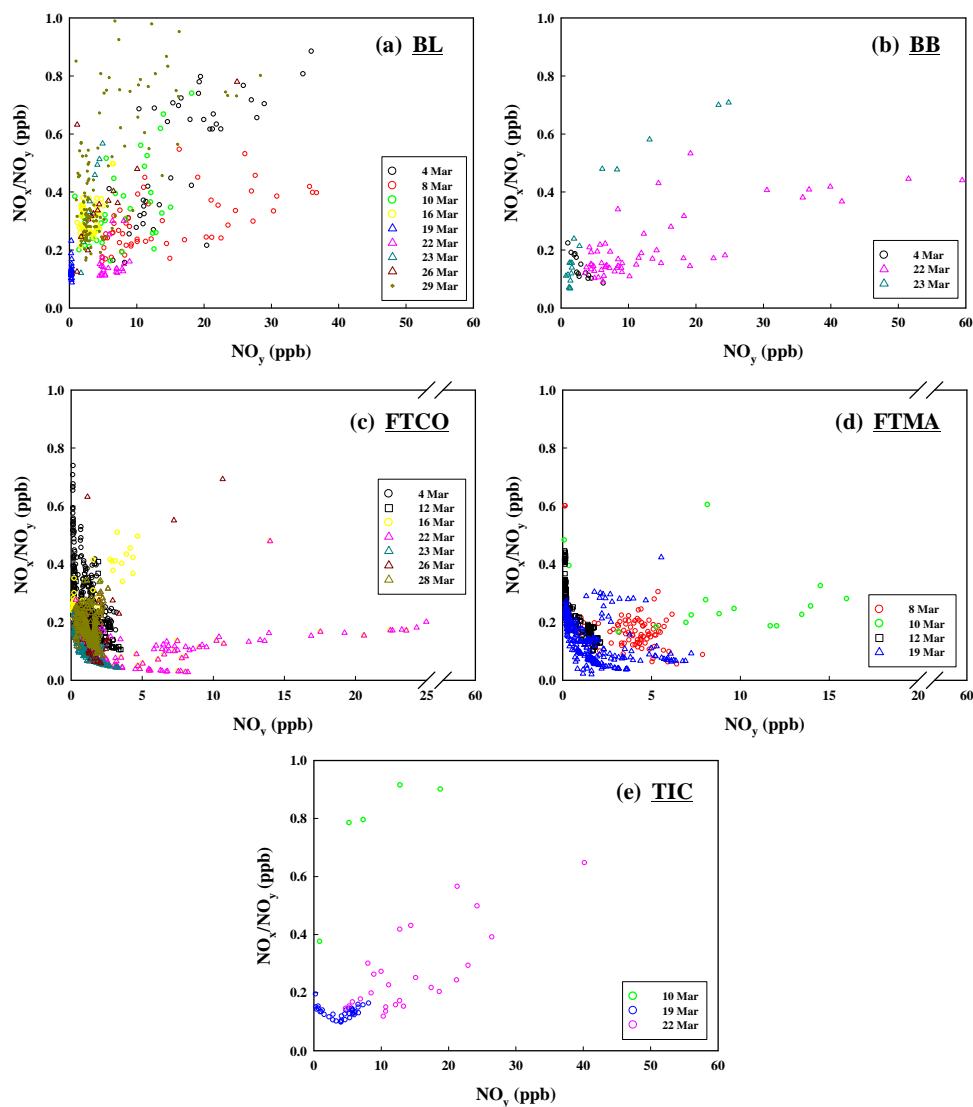 (a) BL
NOx/NOy (ppb)
1.0
0.8
0.6
0.4
0.2
0.0
4 Mar
8 Mar
10 Mar
16 Mar
19 Mar
22 Mar
23 Mar
26 Mar
29 Mar
0 10 20 30 40 50 60
NOy (ppb)
(b) BB
NOx/NOy (ppb)
1.0
0.8
0.6
0.4
0.2
0.0
4 Mar
22 Mar
23 Mar
0 10 20 30 40 50 60
NOy (ppb)
(c) FTCO
NOx/NOy (ppb)
1.0
0.8
0.6
0.4
0.2
0.0
4 Mar
12 Mar
16 Mar
22 Mar
23 Mar
26 Mar
28 Mar
0 5 10 15 20 25 60
NOy (ppb)
(d) FTMA
NOx/NOy (ppb)
1.0
0.8
0.6
0.4
0.2
0.0
8 Mar
10 Mar
12 Mar
19 Mar
0 5 10 15 20 60
NOy (ppb)
(e) TIC
NOx/NOy (ppb)
1.0
0.8
0.6
0.4
0.2
0.0
10 Mar
19 Mar
22 Mar
0 10 20 30 40 50 60
NOy (ppb)